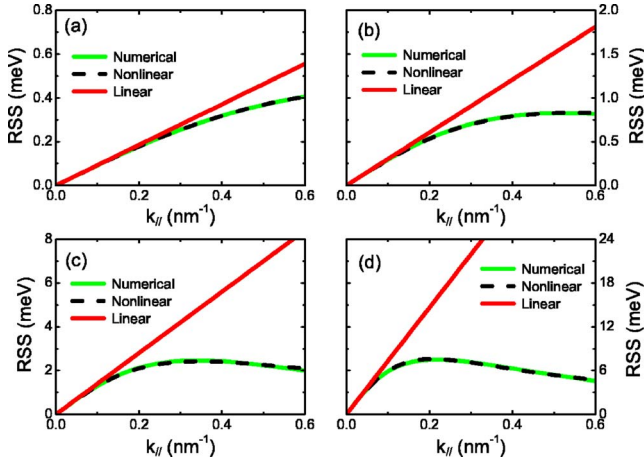 (a)
Numerical
Nonlinear
Linear
RSS (meV)
0.8
0.6
0.4
0.2
0.0
0.0 0.2 0.4 0.6
k// (nm⁻¹)
(b)
Numerical
Nonlinear
Linear
RSS (meV)
2.0
1.5
1.0
0.5
0.0
0.0 0.2 0.4 0.6
k// (nm⁻¹)
(c)
Numerical
Nonlinear
Linear
RSS (meV)
8
6
4
2
0
0.0 0.2 0.4 0.6
k// (nm⁻¹)
(d)
Numerical
Nonlinear
Linear
RSS (meV)
24
18
12
6
0
0.0 0.2 0.4 0.6
k// (nm⁻¹)